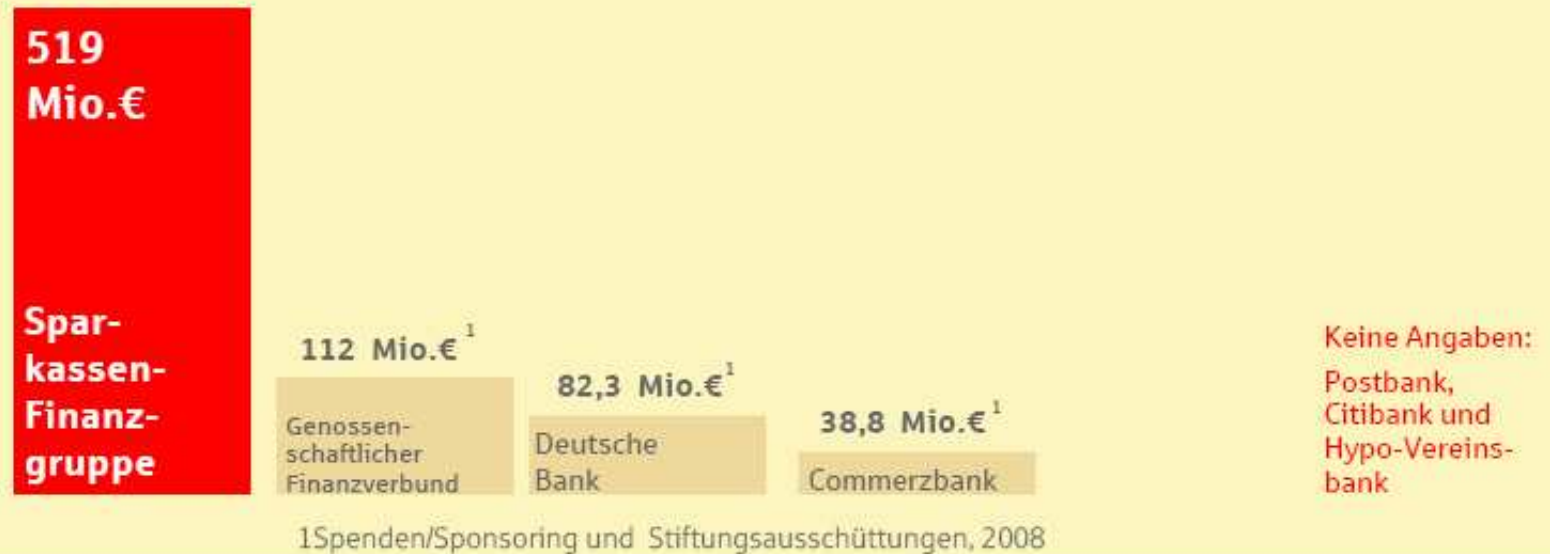 519
Mio.€
Spar-
kassen-
Finanz-
gruppe
112 Mio.€ 1
Genossen-
schaftlicher
Finanzverbund
82,3 Mio.€ 1
Deutsche
Bank
38,8 Mio.€ 1
Commerzbank
Keine Angaben:
Postbank,
Citibank und
Hypo-Vereins-
bank
1Spenden/Sponsoring und Stiftungsausschüttungen, 2008